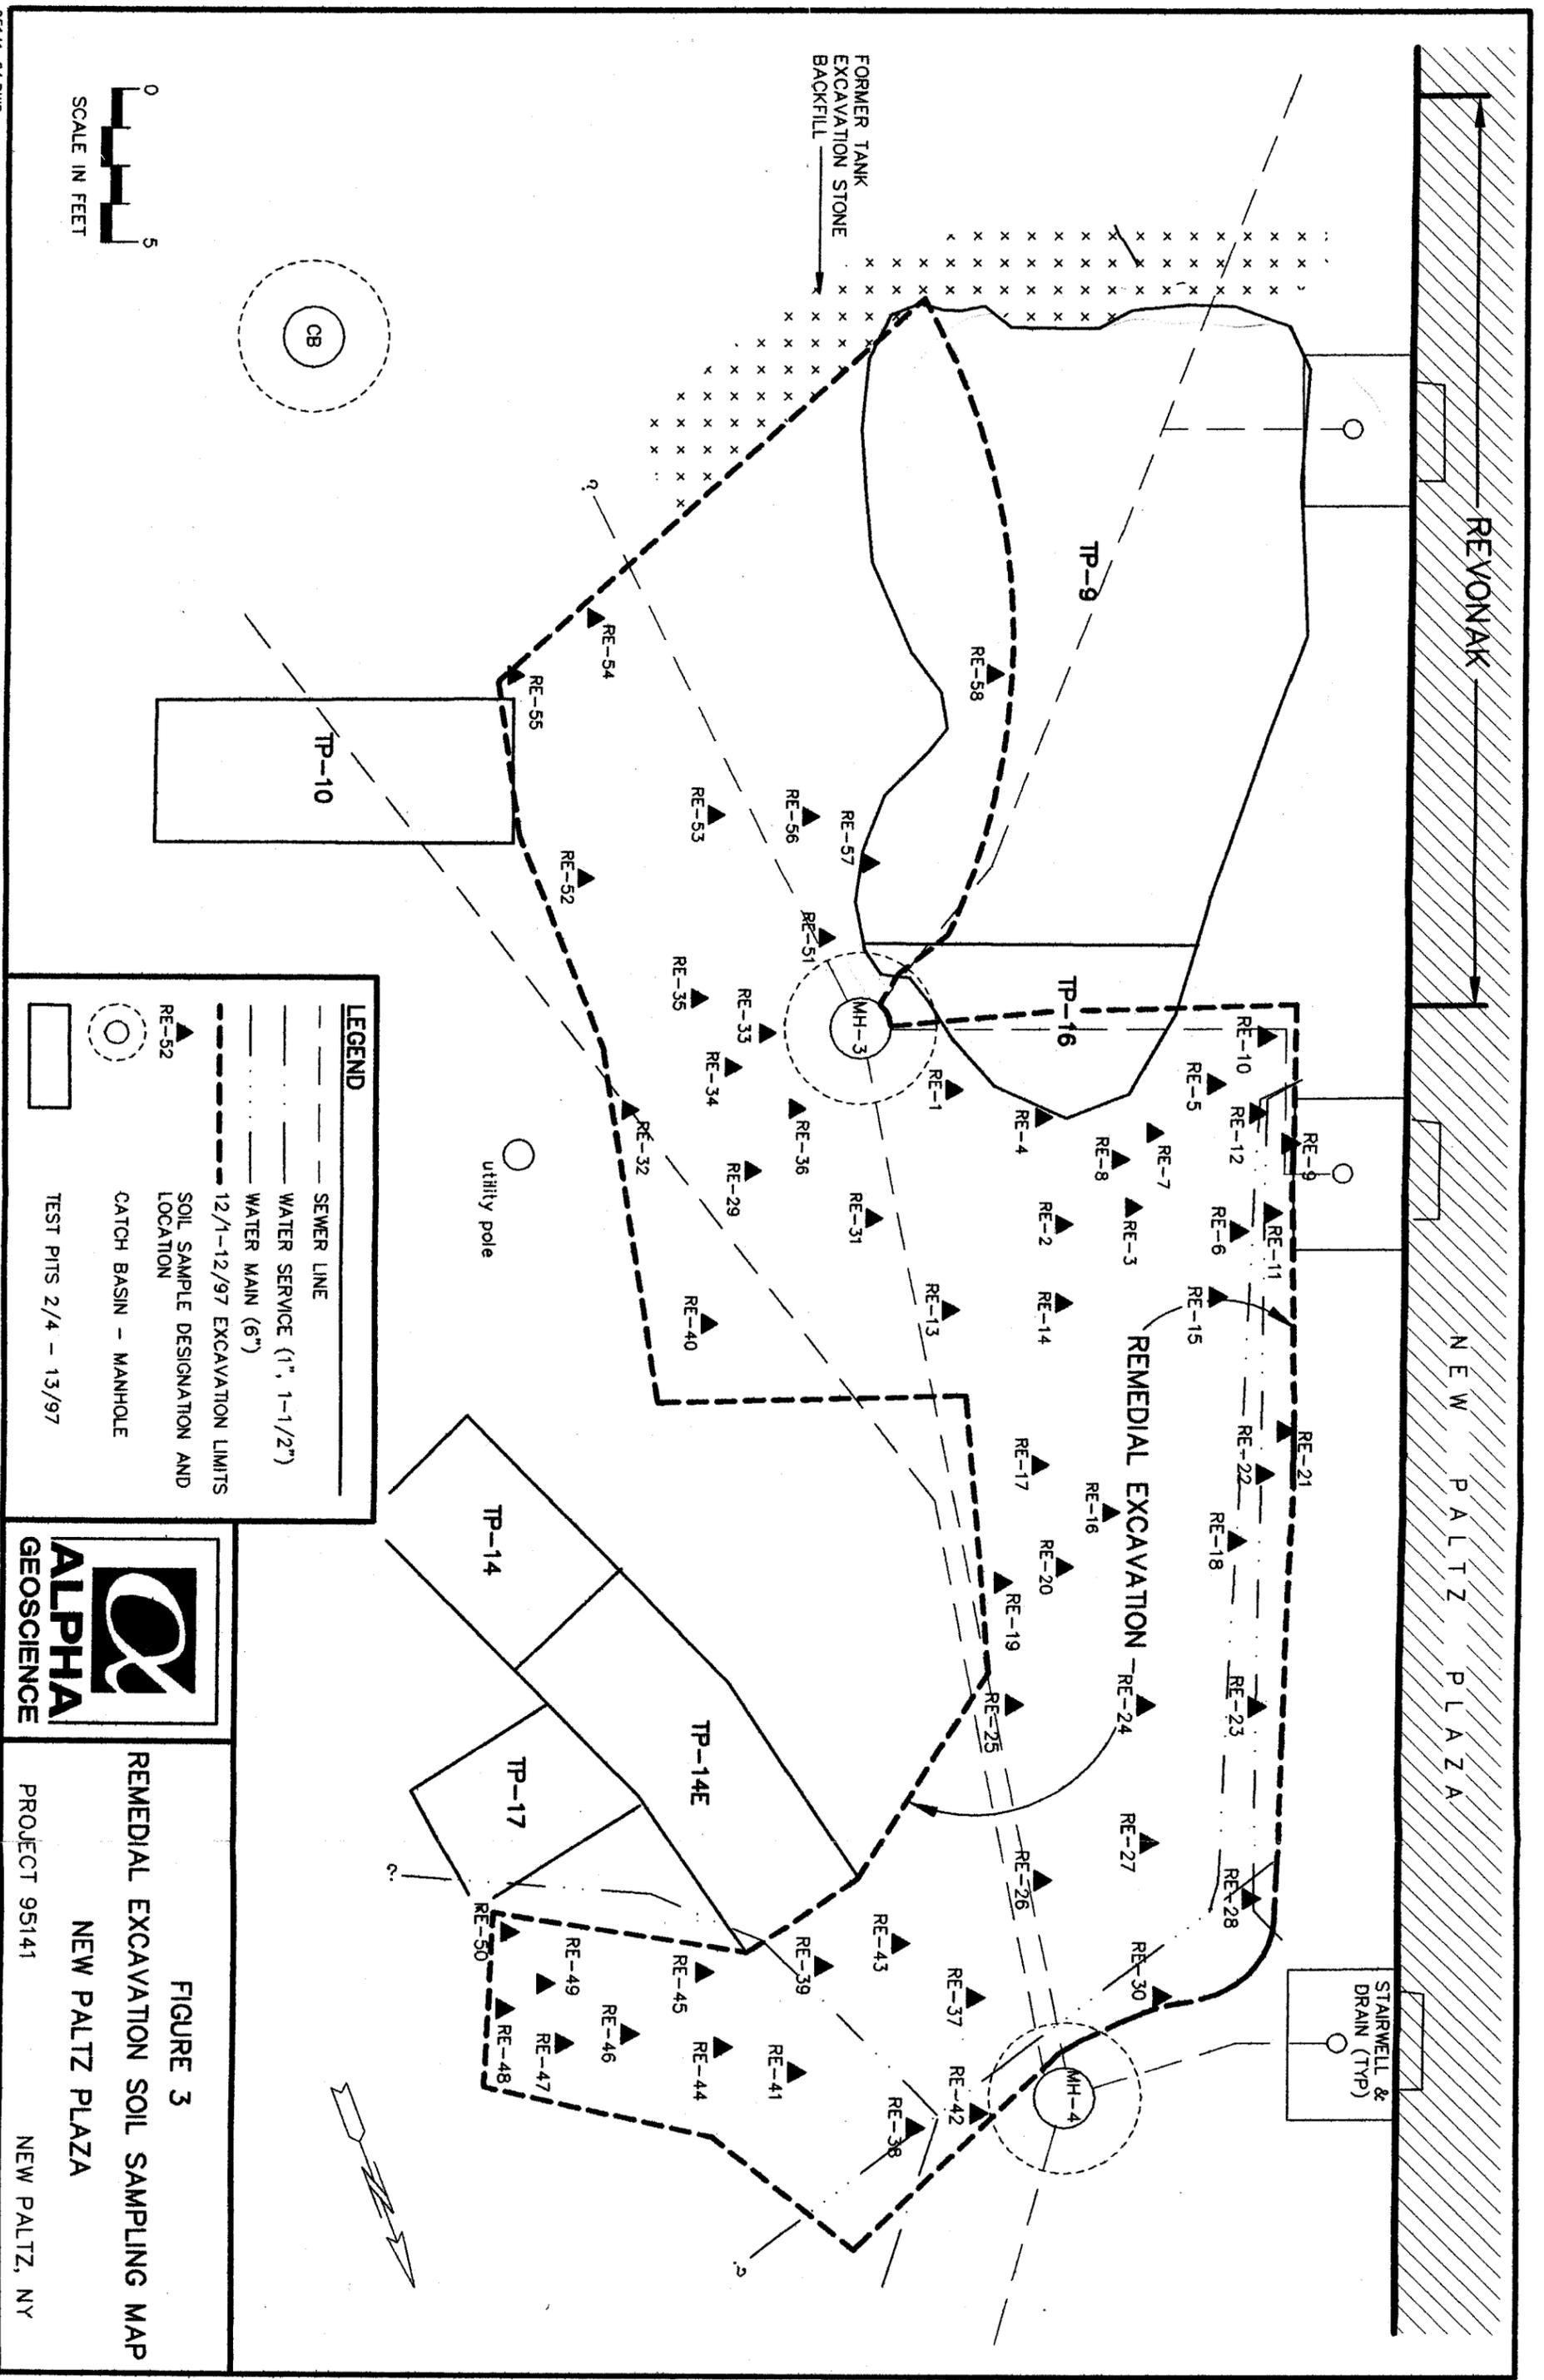 REVONAK
NEW PALTZ PLAZA
FORMER TANK
EXCAVATION STONE
BACKFILL
STAIRWELL &
DRAIN (TYP)
TP-9
TP-16
RE-10
RE-5
RE-12
RE-9
RE-11
RE-6
RE-15
RE-21
RE-22
RE-18
RE-23
RE-28
RE-30
RE-58
RE-4
RE-8
RE-7
RE-3
RE-2
RE-14
REMEDIAL EXCAVATION
RE-17
RE-16
RE-20
RE-19
RE-24
RE-25
RE-27
RE-26
RE-57
RE-56
RE-53
RE-51
MH-3
RE-1
RE-31
RE-13
RE-43
RE-37
RE-42
MH-4
RE-38
?
RE-54
RE-55
RE-52
RE-35
RE-33
RE-34
RE-36
RE-29
RE-32
RE-40
utility pole
TP-10
CB
TP-14
TP-14E
TP-17
?
RE-50
RE-49
RE-45
RE-39
RE-48
RE-47
RE-46
RE-44
RE-41
?
0
5
SCALE IN FEET
LEGEND
SEWER LINE
WATER SERVICE (1", 1-1/2")
WATER MAIN (6")
12/1-12/97 EXCAVATION LIMITS
RE-52
SOIL SAMPLE DESIGNATION AND
LOCATION
CATCH BASIN - MANHOLE
TEST PITS 2/4 - 13/97
α
ALPHA
GEOSCIENCE
FIGURE 3
REMEDIAL EXCAVATION SOIL SAMPLING MAP
NEW PALTZ PLAZA
PROJECT 95141
NEW PALTZ, NY